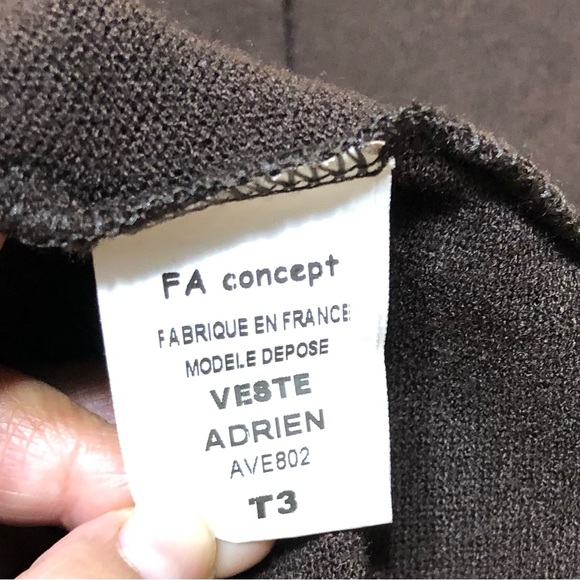 FA concept
FABRIQUE EN FRANCE
MODELE DEPOSE
VESTE
ADRIEN
AVE802
T3